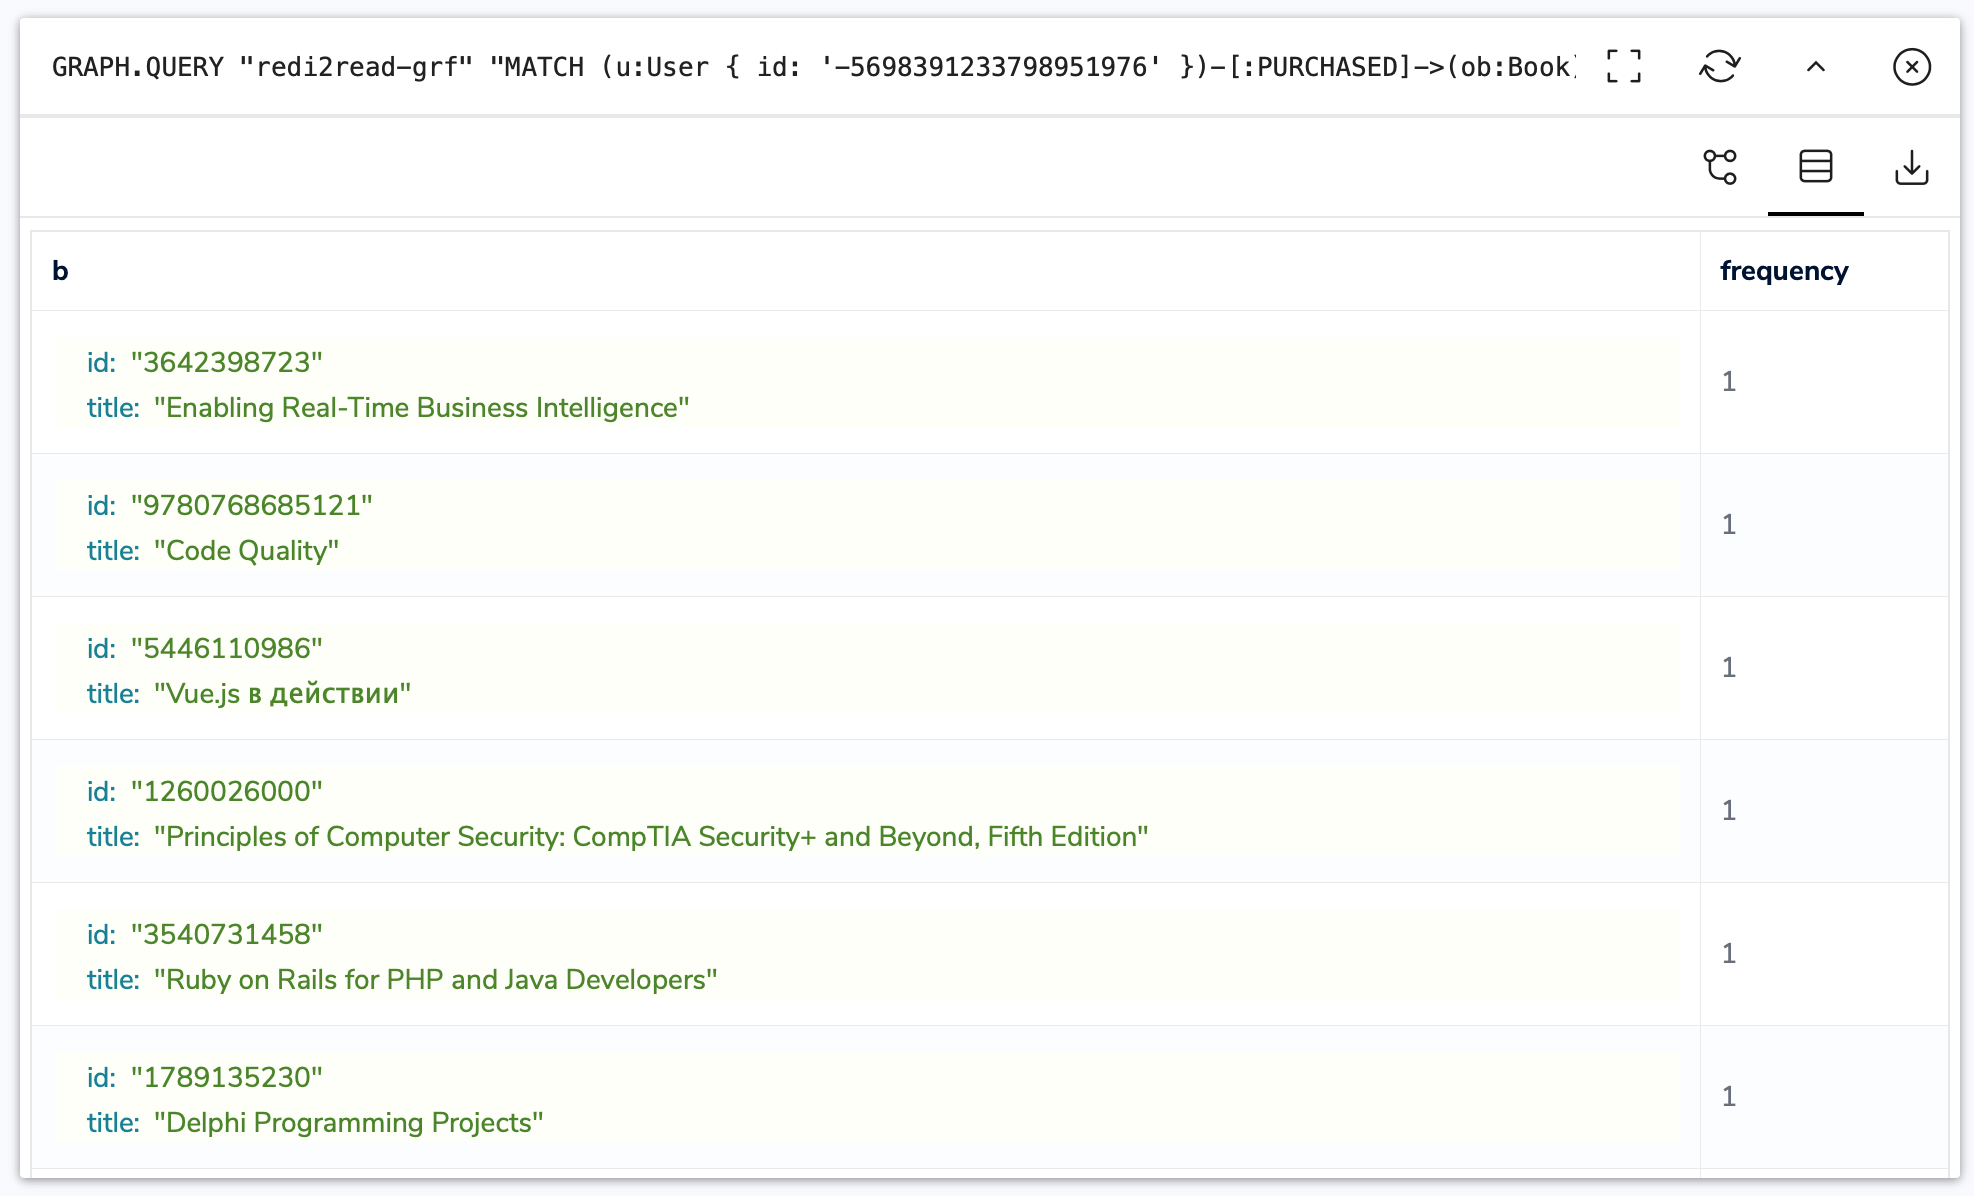 GRAPH.QUERY "redi2read-grf" "MATCH (u:User { id: '-5698391233798951976' })-[:PURCHASED]->(ob:Book)
b
frequency
id: "3642398723"
title: "Enabling Real-Time Business Intelligence"
1
id: "9780768685121"
title: "Code Quality"
1
id: "5446110986"
title: "Vue.js в действии"
1
id: "1260026000"
title: "Principles of Computer Security: CompTIA Security+ and Beyond, Fifth Edition"
1
id: "3540731458"
title: "Ruby on Rails for PHP and Java Developers"
1
id: "1789135230"
title: "Delphi Programming Projects"
1